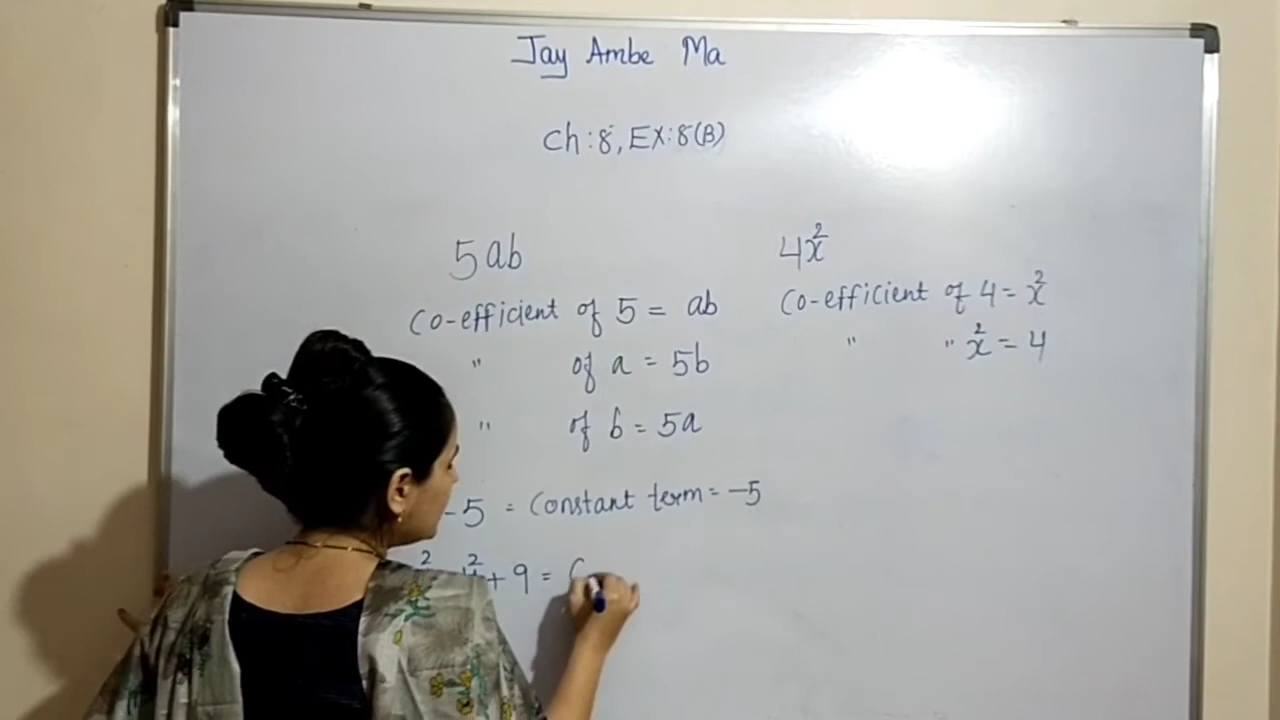 Jay Ambe Ma
Ch:8, EX:8(B)
5ab
Co-efficient of 5 = ab
" of a = 5b
" of b = 5a
- 5 = Constant term = -5
+ 9 = C
4x²
Co-efficient of 4 = x²
" " x² = 4